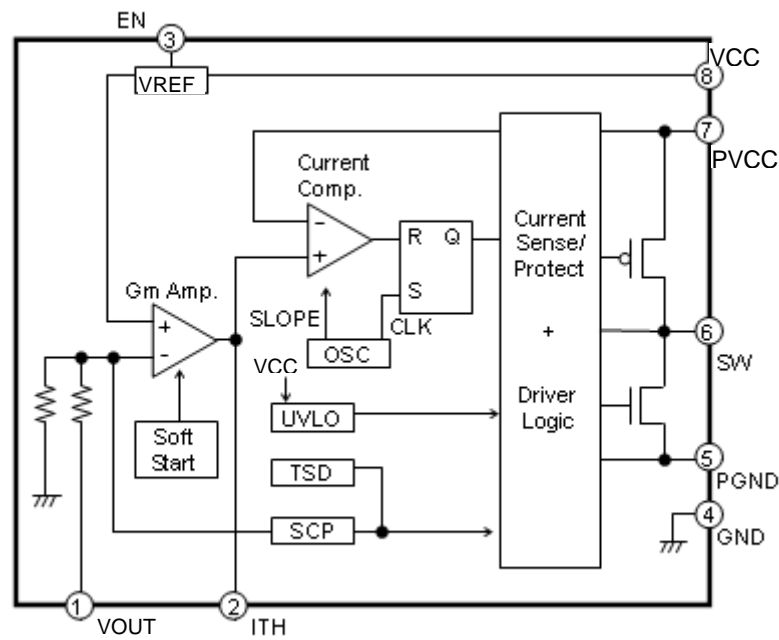 EN
3
VCC
8
VREF
7
PVCC
Current
Comp.
-
+
R Q
S
Current
Sense/
Protect
+
Driver
Logic
Gm Amp.
+
-
SLOPE
CLK
OSC
6
SW
VCC
UVLO
Soft
Start
TSD
SCP
5
PGND
4
GND
1
VOUT
2
ITH